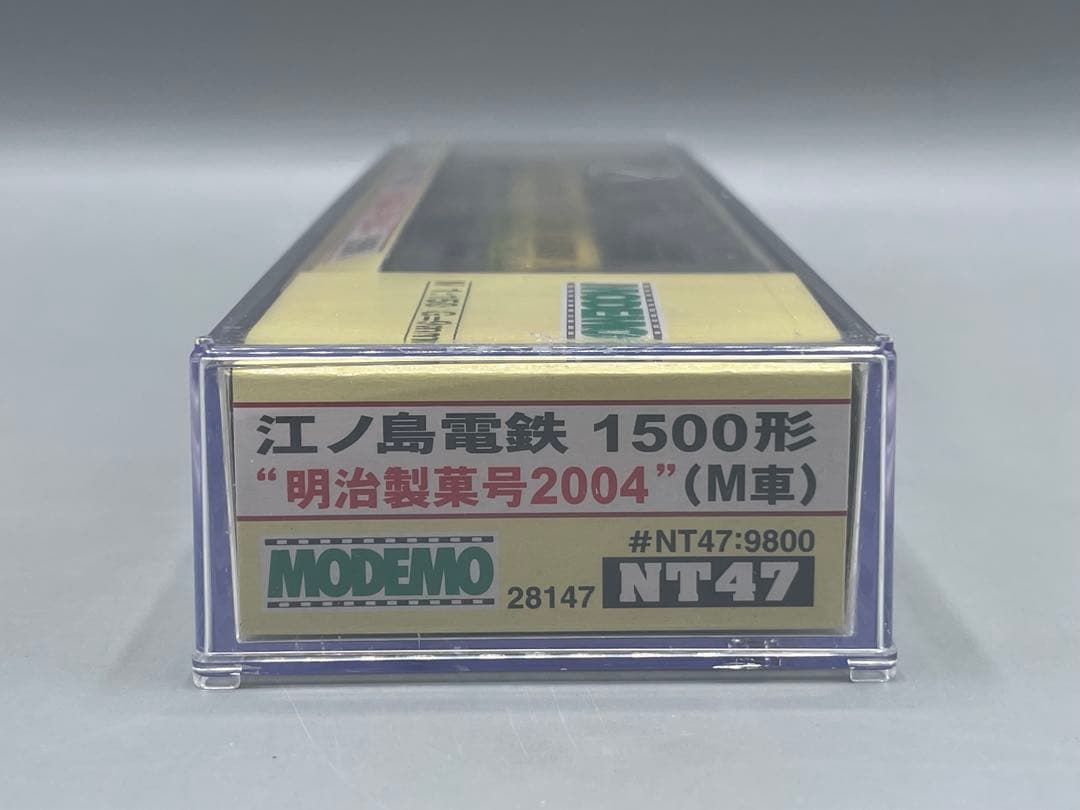 MODEMO
江ノ島電鉄 1500形
“明治製菓号2004”(M車)
#NT47:9800
MODEMO
28147
NT47